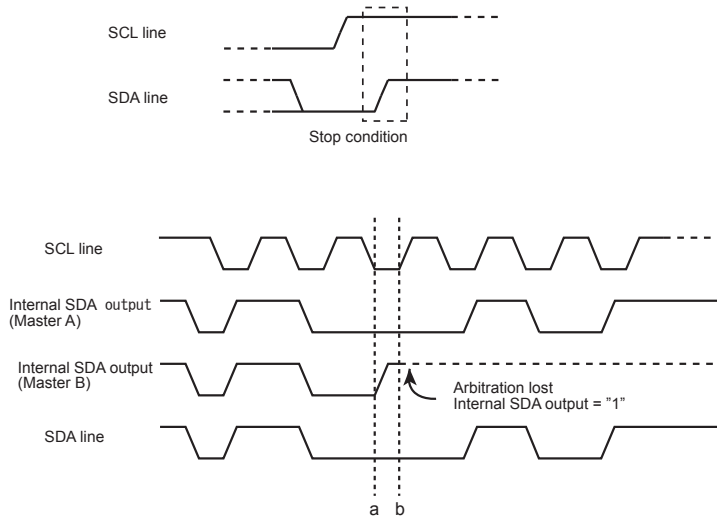 SCL line
SDA line
Stop condition
SCL line
Internal SDA output
(Master A)
Internal SDA output
(Master B)
Arbitration lost
Internal SDA output = ”1”
SDA line
a b